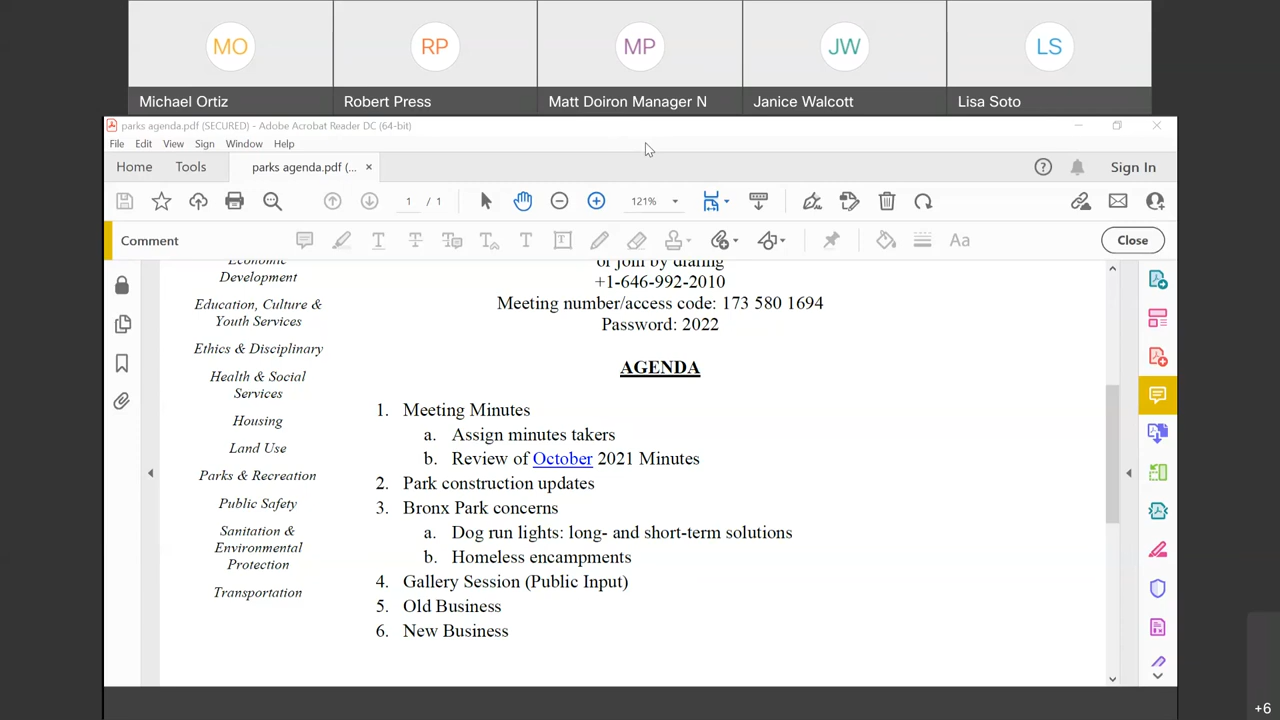 MO
RP
MP
JW
LS
Michael Ortiz
Robert Press
Matt Doiron Manager N
Janice Walcott
Lisa Soto
parks agenda.pdf (SECURED) - Adobe Acrobat Reader DC (64-bit)
File Edit View Sign Window Help
Home Tools parks agenda.pdf (... × ? Sign In
1 / 1 121%
Comment T T T T Aa Close
Economic
Development
Education, Culture &
Youth Services
Ethics & Disciplinary
Health & Social
Services
Housing
Land Use
Parks & Recreation
Public Safety
Sanitation &
Environmental
Protection
Transportation
or join by dialing
+1-646-992-2010
Meeting number/access code: 173 580 1694
Password: 2022
AGENDA
1. Meeting Minutes
a. Assign minutes takers
b. Review of October 2021 Minutes
2. Park construction updates
3. Bronx Park concerns
a. Dog run lights: long- and short-term solutions
b. Homeless encampments
4. Gallery Session (Public Input)
5. Old Business
6. New Business
+6